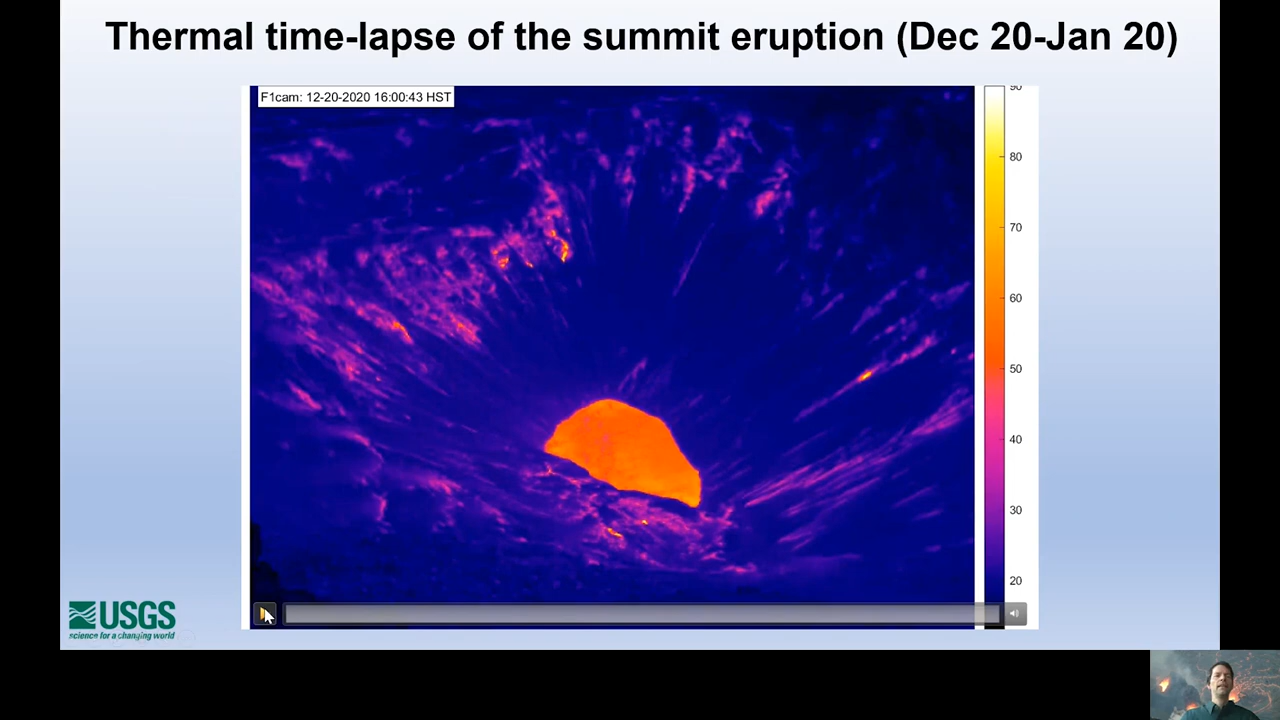 Thermal time-lapse of the summit eruption (Dec 20-Jan 20)
F1cam: 12-20-2020 16:00:43 HST
90
80
70
60
50
40
30
20
USGS
science for a changing world